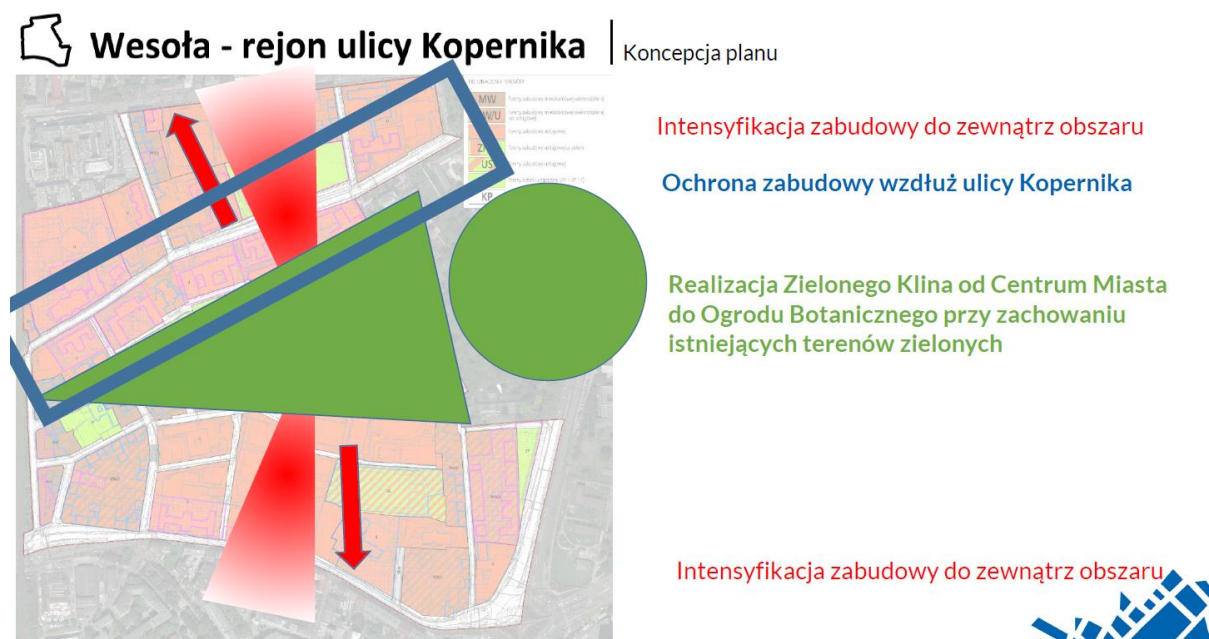 Wesoła - rejon ulicy Kopernika
Koncepcja planu
MW
W/U
US
KP
Intensyfikacja zabudowy do zewnątrz obszaru
Ochrona zabudowy wzdłuż ulicy Kopernika
Realizacja Zielonego Klina od Centrum Miasta
do Ogrodu Botanicznego przy zachowaniu
istniejących terenów zielonych
Intensyfikacja zabudowy do zewnątrz obszaru